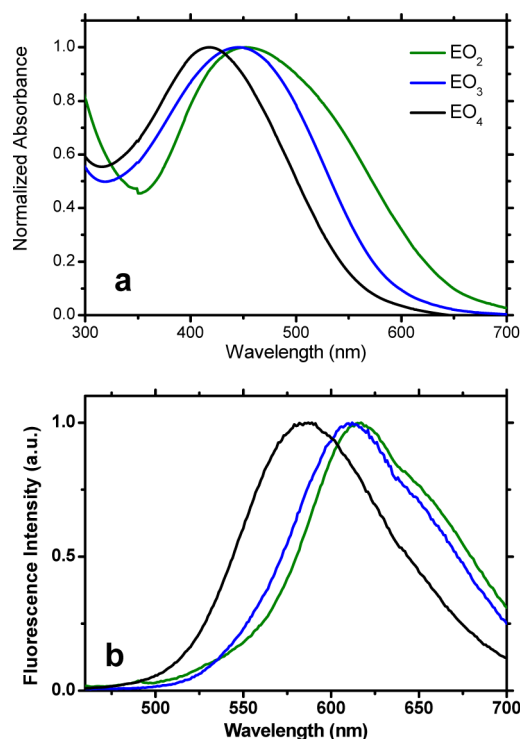 1.0
0.8
0.6
0.4
0.2
0.0
Normalized Absorbance
EO2
EO3
EO4
a
300 400 500 600 700
Wavelength (nm)
1.0
0.5
0.0
Fluorescence Intensity (a.u.)
b
500 550 600 650 700
Wavelength (nm)